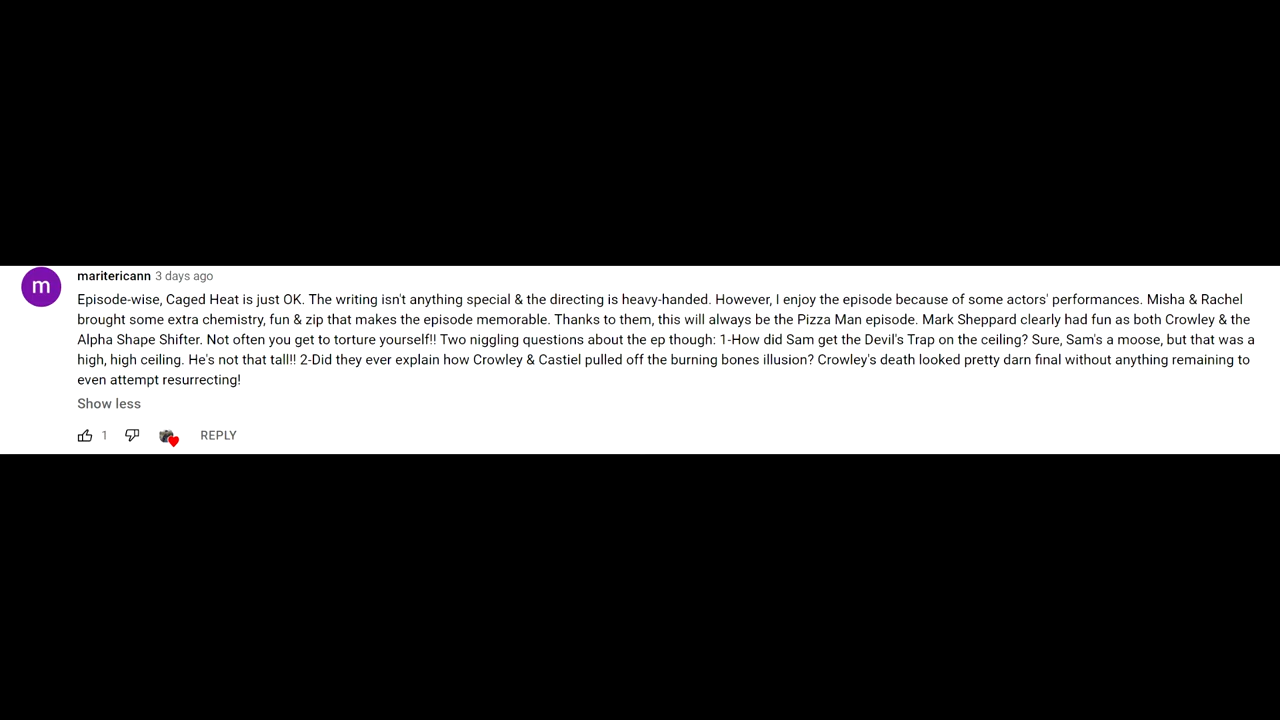 m
maritericann 3 days ago
Episode-wise, Caged Heat is just OK. The writing isn't anything special & the directing is heavy-handed. However, I enjoy the episode because of some actors' performances. Misha & Rachel
brought some extra chemistry, fun & zip that makes the episode memorable. Thanks to them, this will always be the Pizza Man episode. Mark Sheppard clearly had fun as both Crowley & the
Alpha Shape Shifter. Not often you get to torture yourself!! Two niggling questions about the ep though: 1-How did Sam get the Devil's Trap on the ceiling? Sure, Sam's a moose, but that was a
high, high ceiling. He's not that tall!! 2-Did they ever explain how Crowley & Castiel pulled off the burning bones illusion? Crowley's death looked pretty darn final without anything remaining to
even attempt resurrecting!
Show less
1 REPLY